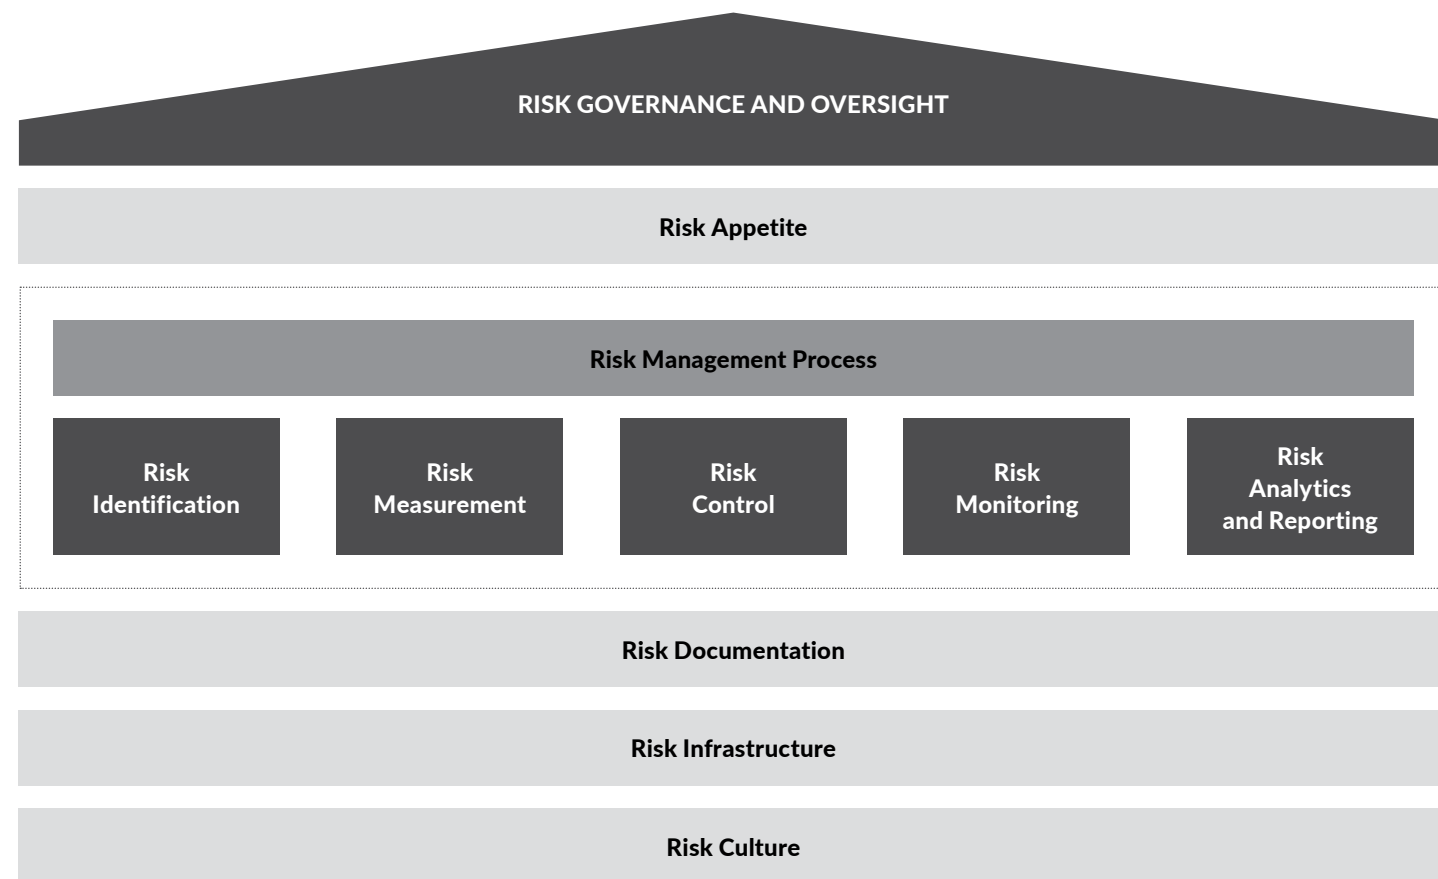 RISK GOVERNANCE AND OVERSIGHT
Risk Appetite
Risk Management Process
Risk
Identification
Risk
Measurement
Risk
Control
Risk
Monitoring
Risk
Analytics
and Reporting
Risk Documentation
Risk Infrastructure
Risk Culture